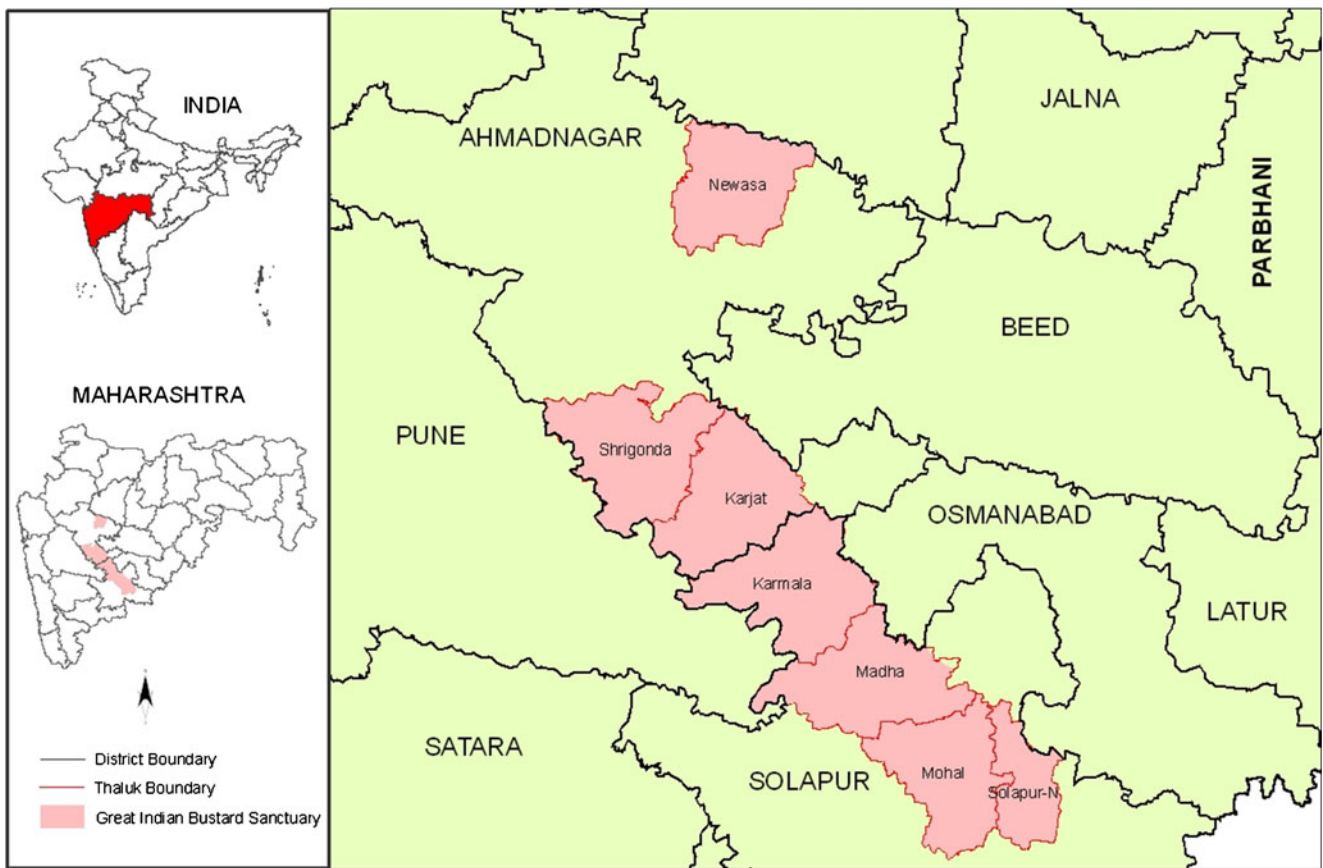 INDIA
MAHARASHTRA
District Boundary
Thaluk Boundary
Great Indian Bustard Sanctuary
JALNA
AHMADNAGAR
Newasa
PARBHANI
BEED
PUNE
Shrigonda
Karjat
OSMANABAD
Karmala
LATUR
Madha
SATARA
SOLAPUR
Mohal
Solapur-N